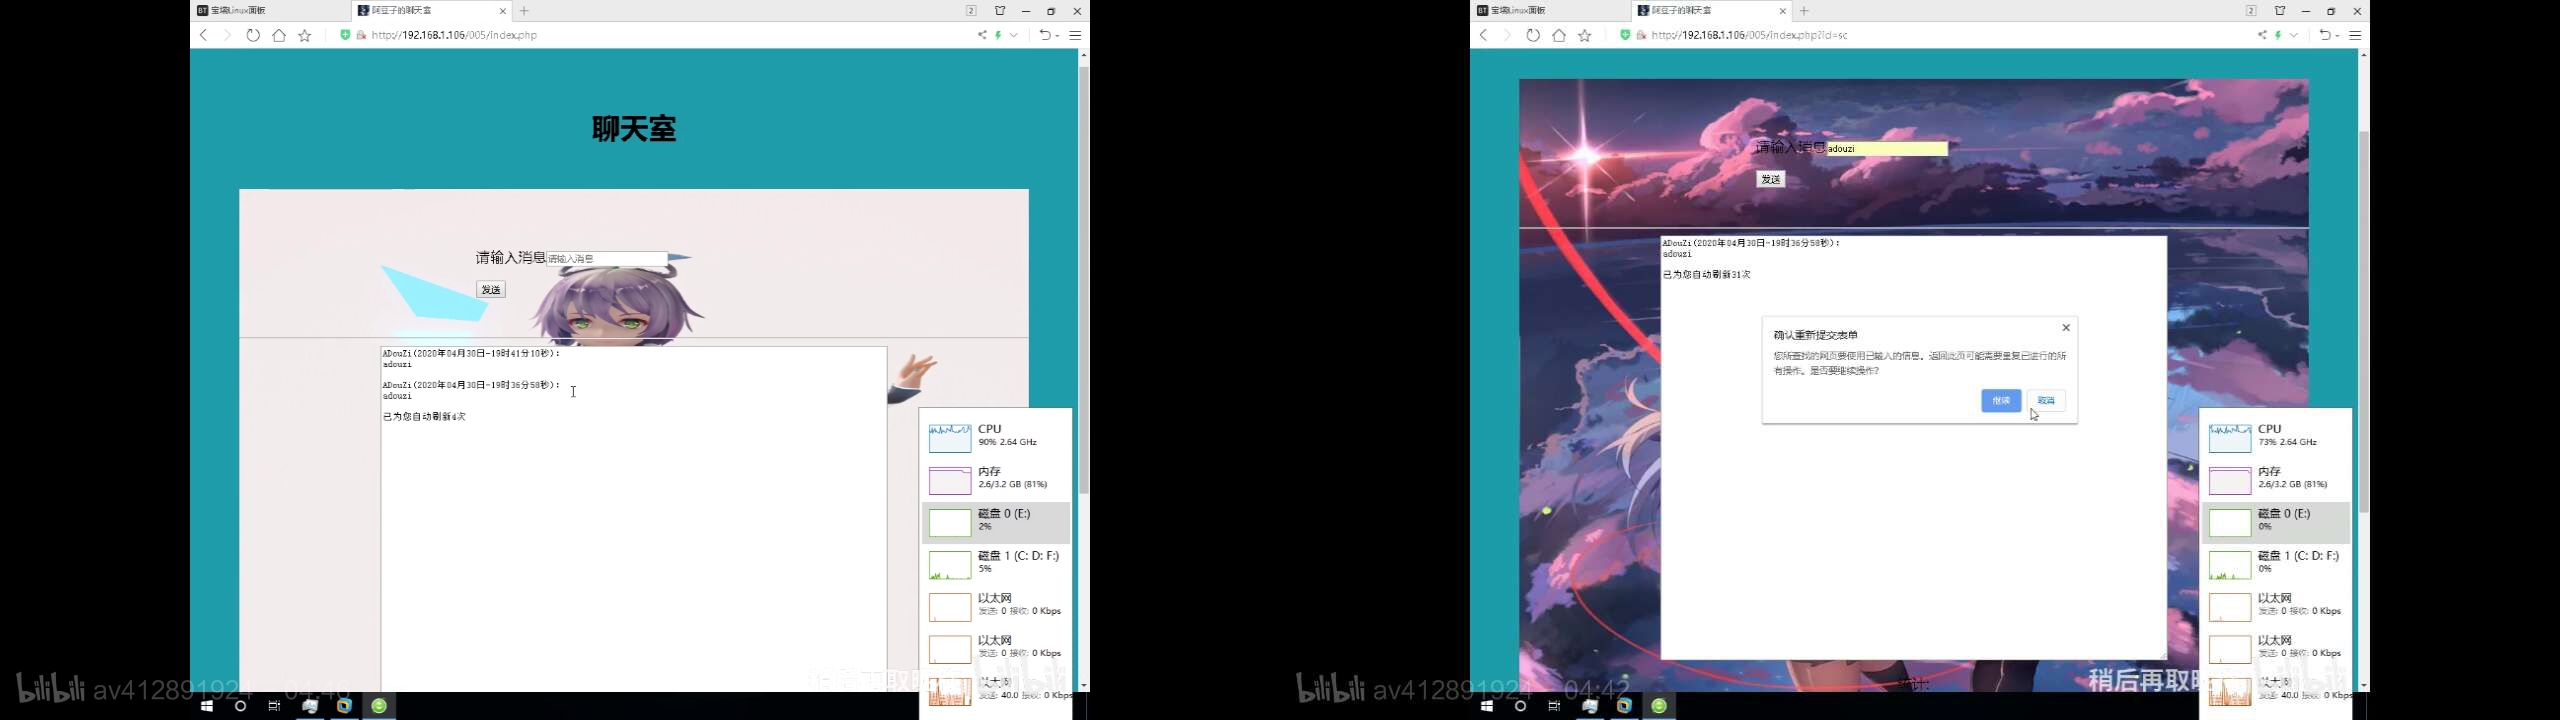 宝塔Linux面板
阿豆子的聊天室
2
http://192.168.1.106/005/index.php
聊天室
请输入消息
请输入消息
发送
ADouZi(2020年04月30日-19时41分10秒):
adouzi
ADouZi(2020年04月30日-19时36分58秒):
adouzi
已为您自动刷新4次
CPU
90% 2.64 GHz
内存
2.6/3.2 GB (81%)
磁盘 0 (E:)
2%
磁盘 1 (C: D: F:)
5%
以太网
发送: 0 接收: 0 Kbps
以太网
发送: 0 接收: 0 Kbps
以太网
发送: 40.0 接收: 0 Kbps
bilibili av412891924 04:46
宝塔Linux面板
阿豆子的聊天室
2
http://192.168.1.106/005/index.php?id=sc
请输入消息
adouzi
发送
ADouZi(2020年04月30日-19时36分58秒):
adouzi
已为您自动刷新31次
确认重新提交表单
您所查找的网页要使用已输入的信息。返回此页可能需要重复已进行的所
有操作。是否要继续操作?
继续
取消
CPU
73% 2.64 GHz
内存
2.6/3.2 GB (81%)
磁盘 0 (E:)
0%
磁盘 1 (C: D: F:)
0%
以太网
发送: 0 接收: 0 Kbps
以太网
发送: 0 接收: 0 Kbps
以太网
发送: 40.0 接收: 0 Kbps
统计:
稍后再取
bilibili av412891924 04:42